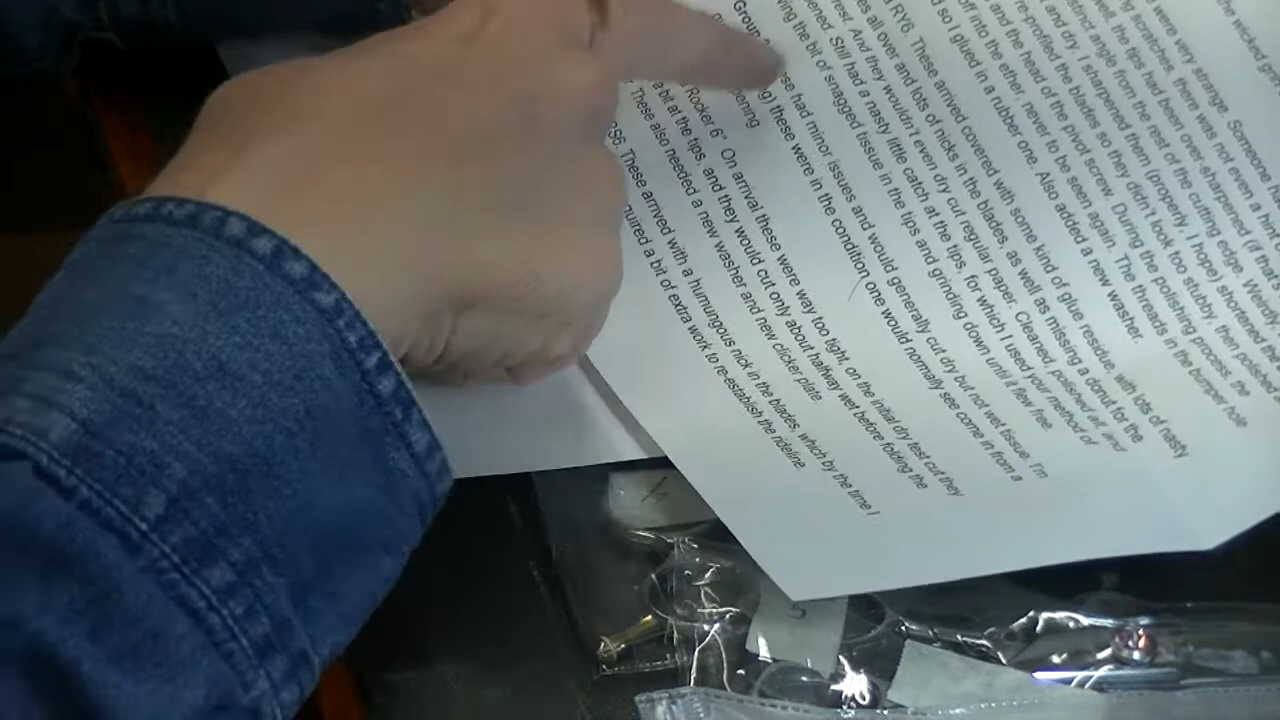 the wicked
were very strange. Someone
scratches, there was not even a hint
well, the tips had been over-sharpened (if that
angle from the rest of the cutting edge. Weirdly,
and dry. I sharpened them (properly, I hope) shortened the
re-profiled the blades so they didn't look too stubby, then polished
and the head of the pivot screw. During the polishing process, the
off into the ether, never to be seen again. The threads in the bumper hole
so I glued in a rubber one. Also added a new washer.
RY6. These arrived covered with some kind of glue residue, with lots of nasty
all over and lots of nicks in the blades, as well as missing a donut for the
rest. And they wouldn't even dry cut regular paper. Cleaned, polished all, and
Still had a nasty little catch at the tips, for which I used your method of
the bit of snagged tissue in the tips and grinding down until it flew free.
Group had minor issues and would generally cut dry but not wet tissue. I'm
these were in the condition one would normally see come in from a
Rocker 6". On arrival these were way too tight, on the initial dry test cut they
a bit at the tips, and they would cut only about halfway wet before folding the
These also needed a new washer and new clicker plate.
These arrived with a humungous nick in the blades, which by the time I
a bit of extra work to re-establish the rideline.
5